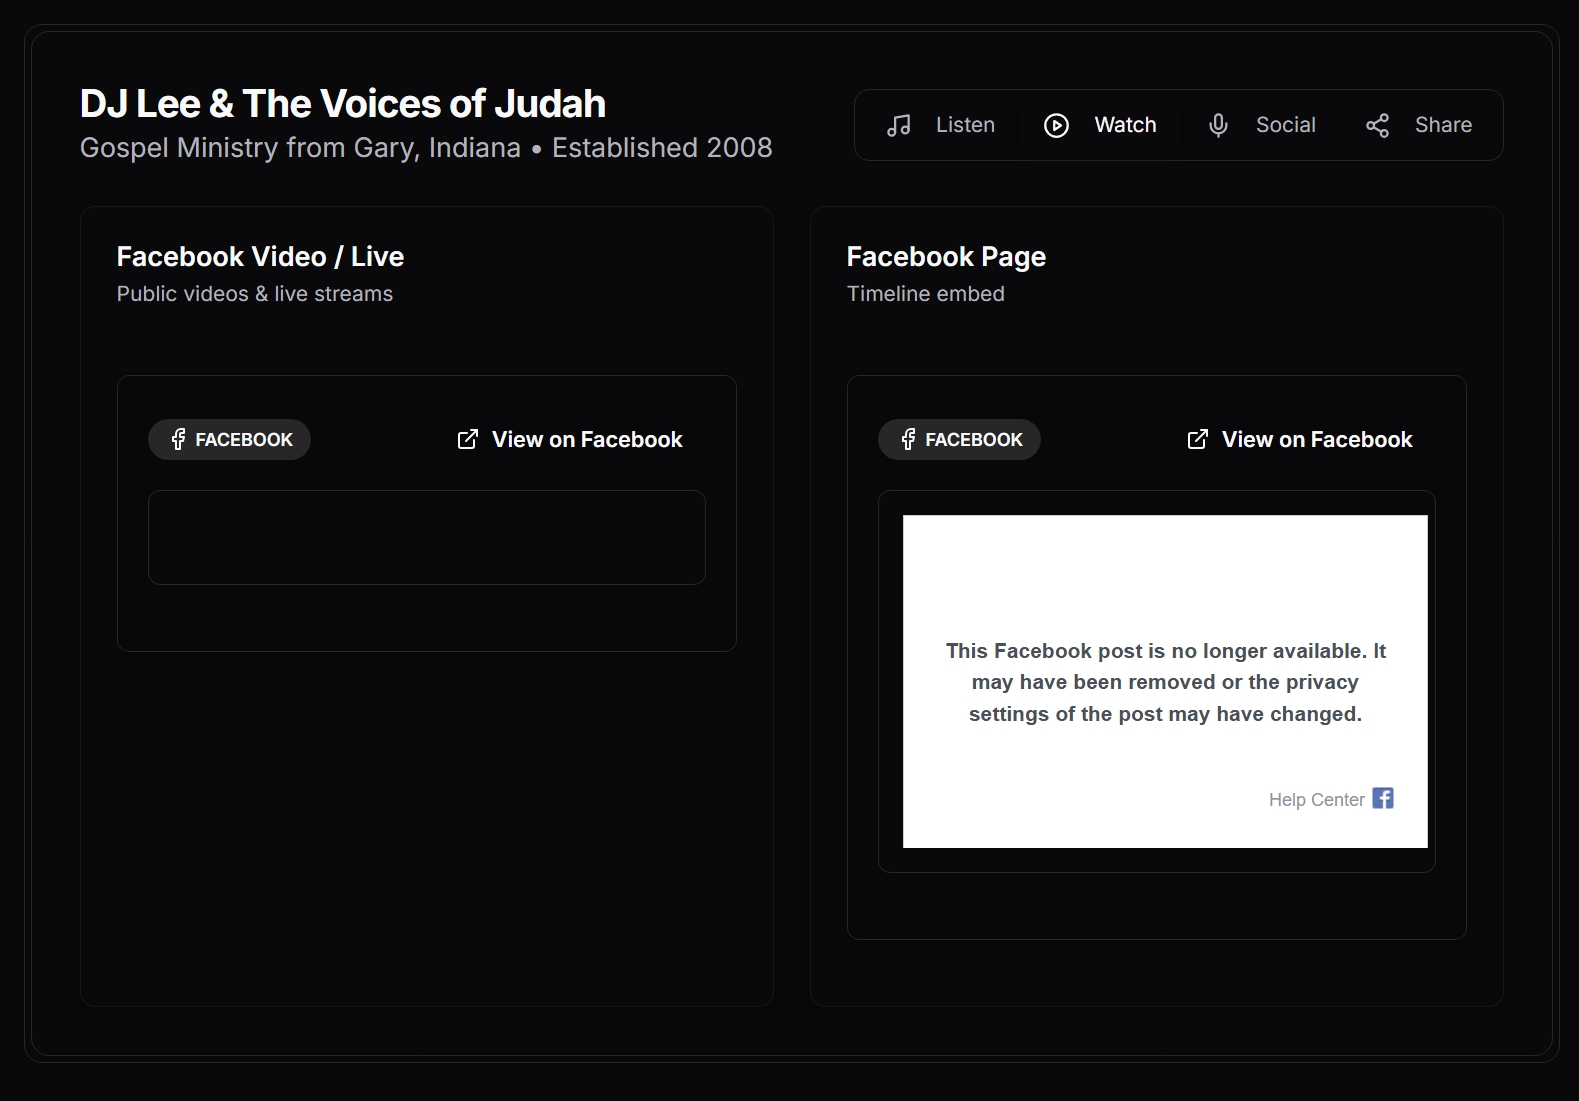 DJ Lee & The Voices of Judah
Gospel Ministry from Gary, Indiana • Established 2008
Listen
Watch
Social
Share
Facebook Video / Live
Public videos & live streams
FACEBOOK
View on Facebook
Facebook Page
Timeline embed
FACEBOOK
View on Facebook
This Facebook post is no longer available. It
may have been removed or the privacy
settings of the post may have changed.
Help Center